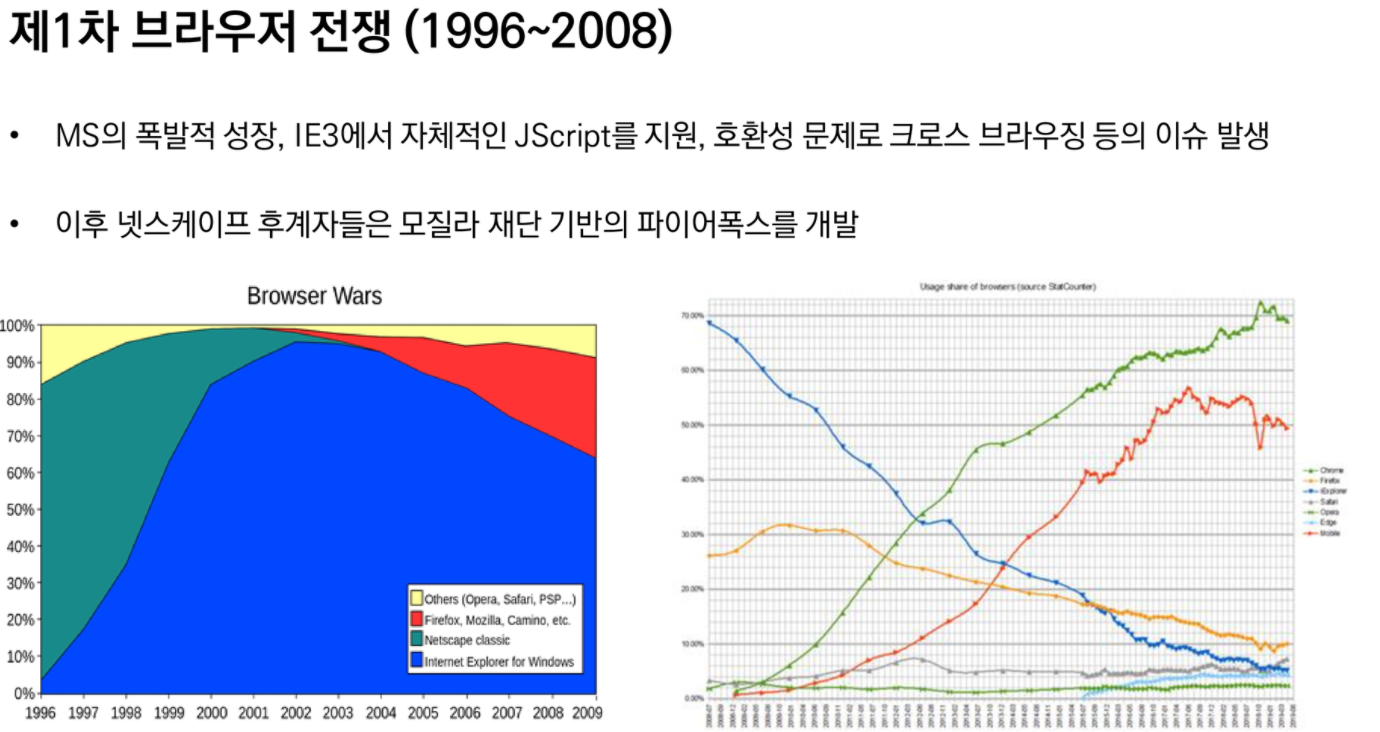 제1차 브라우저 전쟁 (1996~2008)
• MS의 폭발적 성장, IE3에서 자체적인 JScript를 지원, 호환성 문제로 크로스 브라우징 등의 이슈 발생
• 이후 넷스케이프 후계자들은 모질라 재단 기반의 파이어폭스를 개발
Browser Wars
100%
90%
80%
70%
60%
50%
40%
30%
20%
10%
0%
1996 1997 1998 1999 2000 2001 2002 2003 2004 2005 2006 2007 2008 2009
Others (Opera, Safari, PSP...)
Firefox, Mozilla, Camino, etc.
Netscape classic
Internet Explorer for Windows
Usage share of browsers (source StatCounter)
70.00%
60.00%
50.00%
40.00%
30.00%
20.00%
10.00%
0.00%
Chrome
Firefox
IExplorer
Safari
Opera
Edge
Mobile